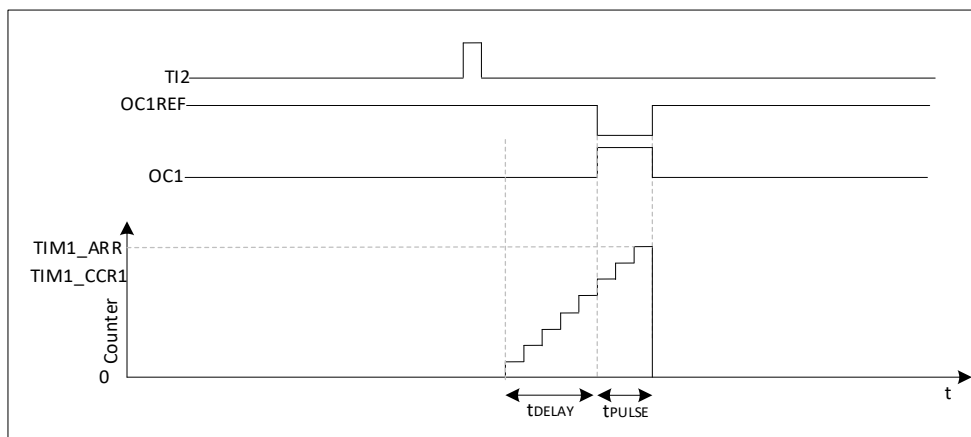 TI2
OC1REF
OC1
TIM1_ARR
TIM1_CCR1
Counter
0
t
tDELAY
tPULSE